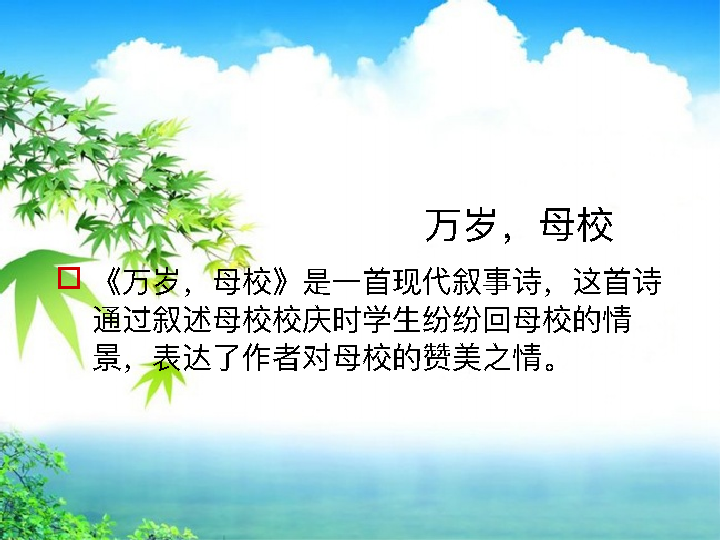 万岁，母校
《万岁，母校》是一首现代叙事诗，这首诗
通过叙述母校校庆时学生纷纷回母校的情
景，表达了作者对母校的赞美之情。